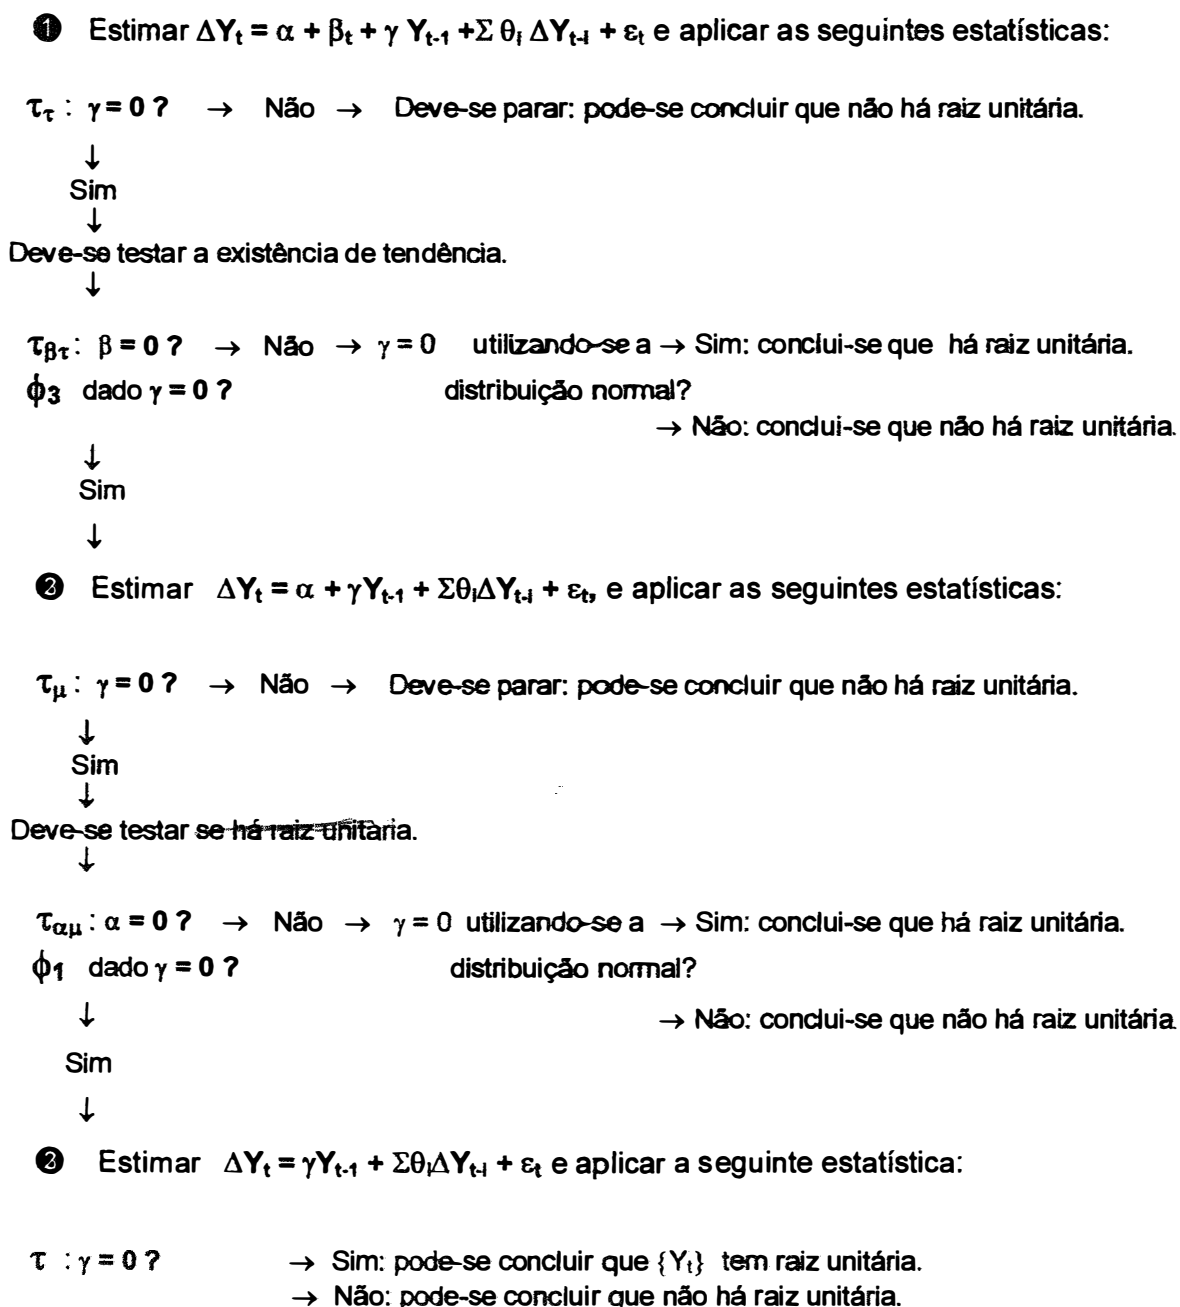 ❶ Estimar ΔYt = α + βt + γ Yt-1 +Σ θi ΔYt-i + εt e aplicar as seguintes estatísticas:
ττ : γ = 0 ? → Não → Deve-se parar: pode-se concluir que não há raiz unitária.
↓
Sim
↓
Deve-se testar a existência de tendência.
↓
τβτ: β = 0 ? → Não → γ = 0 utilizando-se a → Sim: conclui-se que há raiz unitária.
ϕ3 dado γ = 0 ? distribuição normal?
→ Não: conclui-se que não há raiz unitária.
↓
Sim
↓
❷ Estimar ΔYt = α + γYt-1 + ΣθiΔYt-i + εt, e aplicar as seguintes estatísticas:
τμ : γ = 0 ? → Não → Deve-se parar: pode-se concluir que não há raiz unitária.
↓
Sim
↓
Deve-se testar se há raiz unitária.
↓
ταμ : α = 0 ? → Não → γ = 0 utilizando-se a → Sim: conclui-se que há raiz unitária.
ϕ1 dado γ = 0 ? distribuição normal?
↓ → Não: conclui-se que não há raiz unitária
Sim
↓
❸ Estimar ΔYt = γYt-1 + ΣθiΔYt-i + εt e aplicar a seguinte estatística:
τ : γ = 0 ? → Sim: pode-se concluir que {Yt} tem raiz unitária.
→ Não: pode-se concluir que não há raiz unitária.